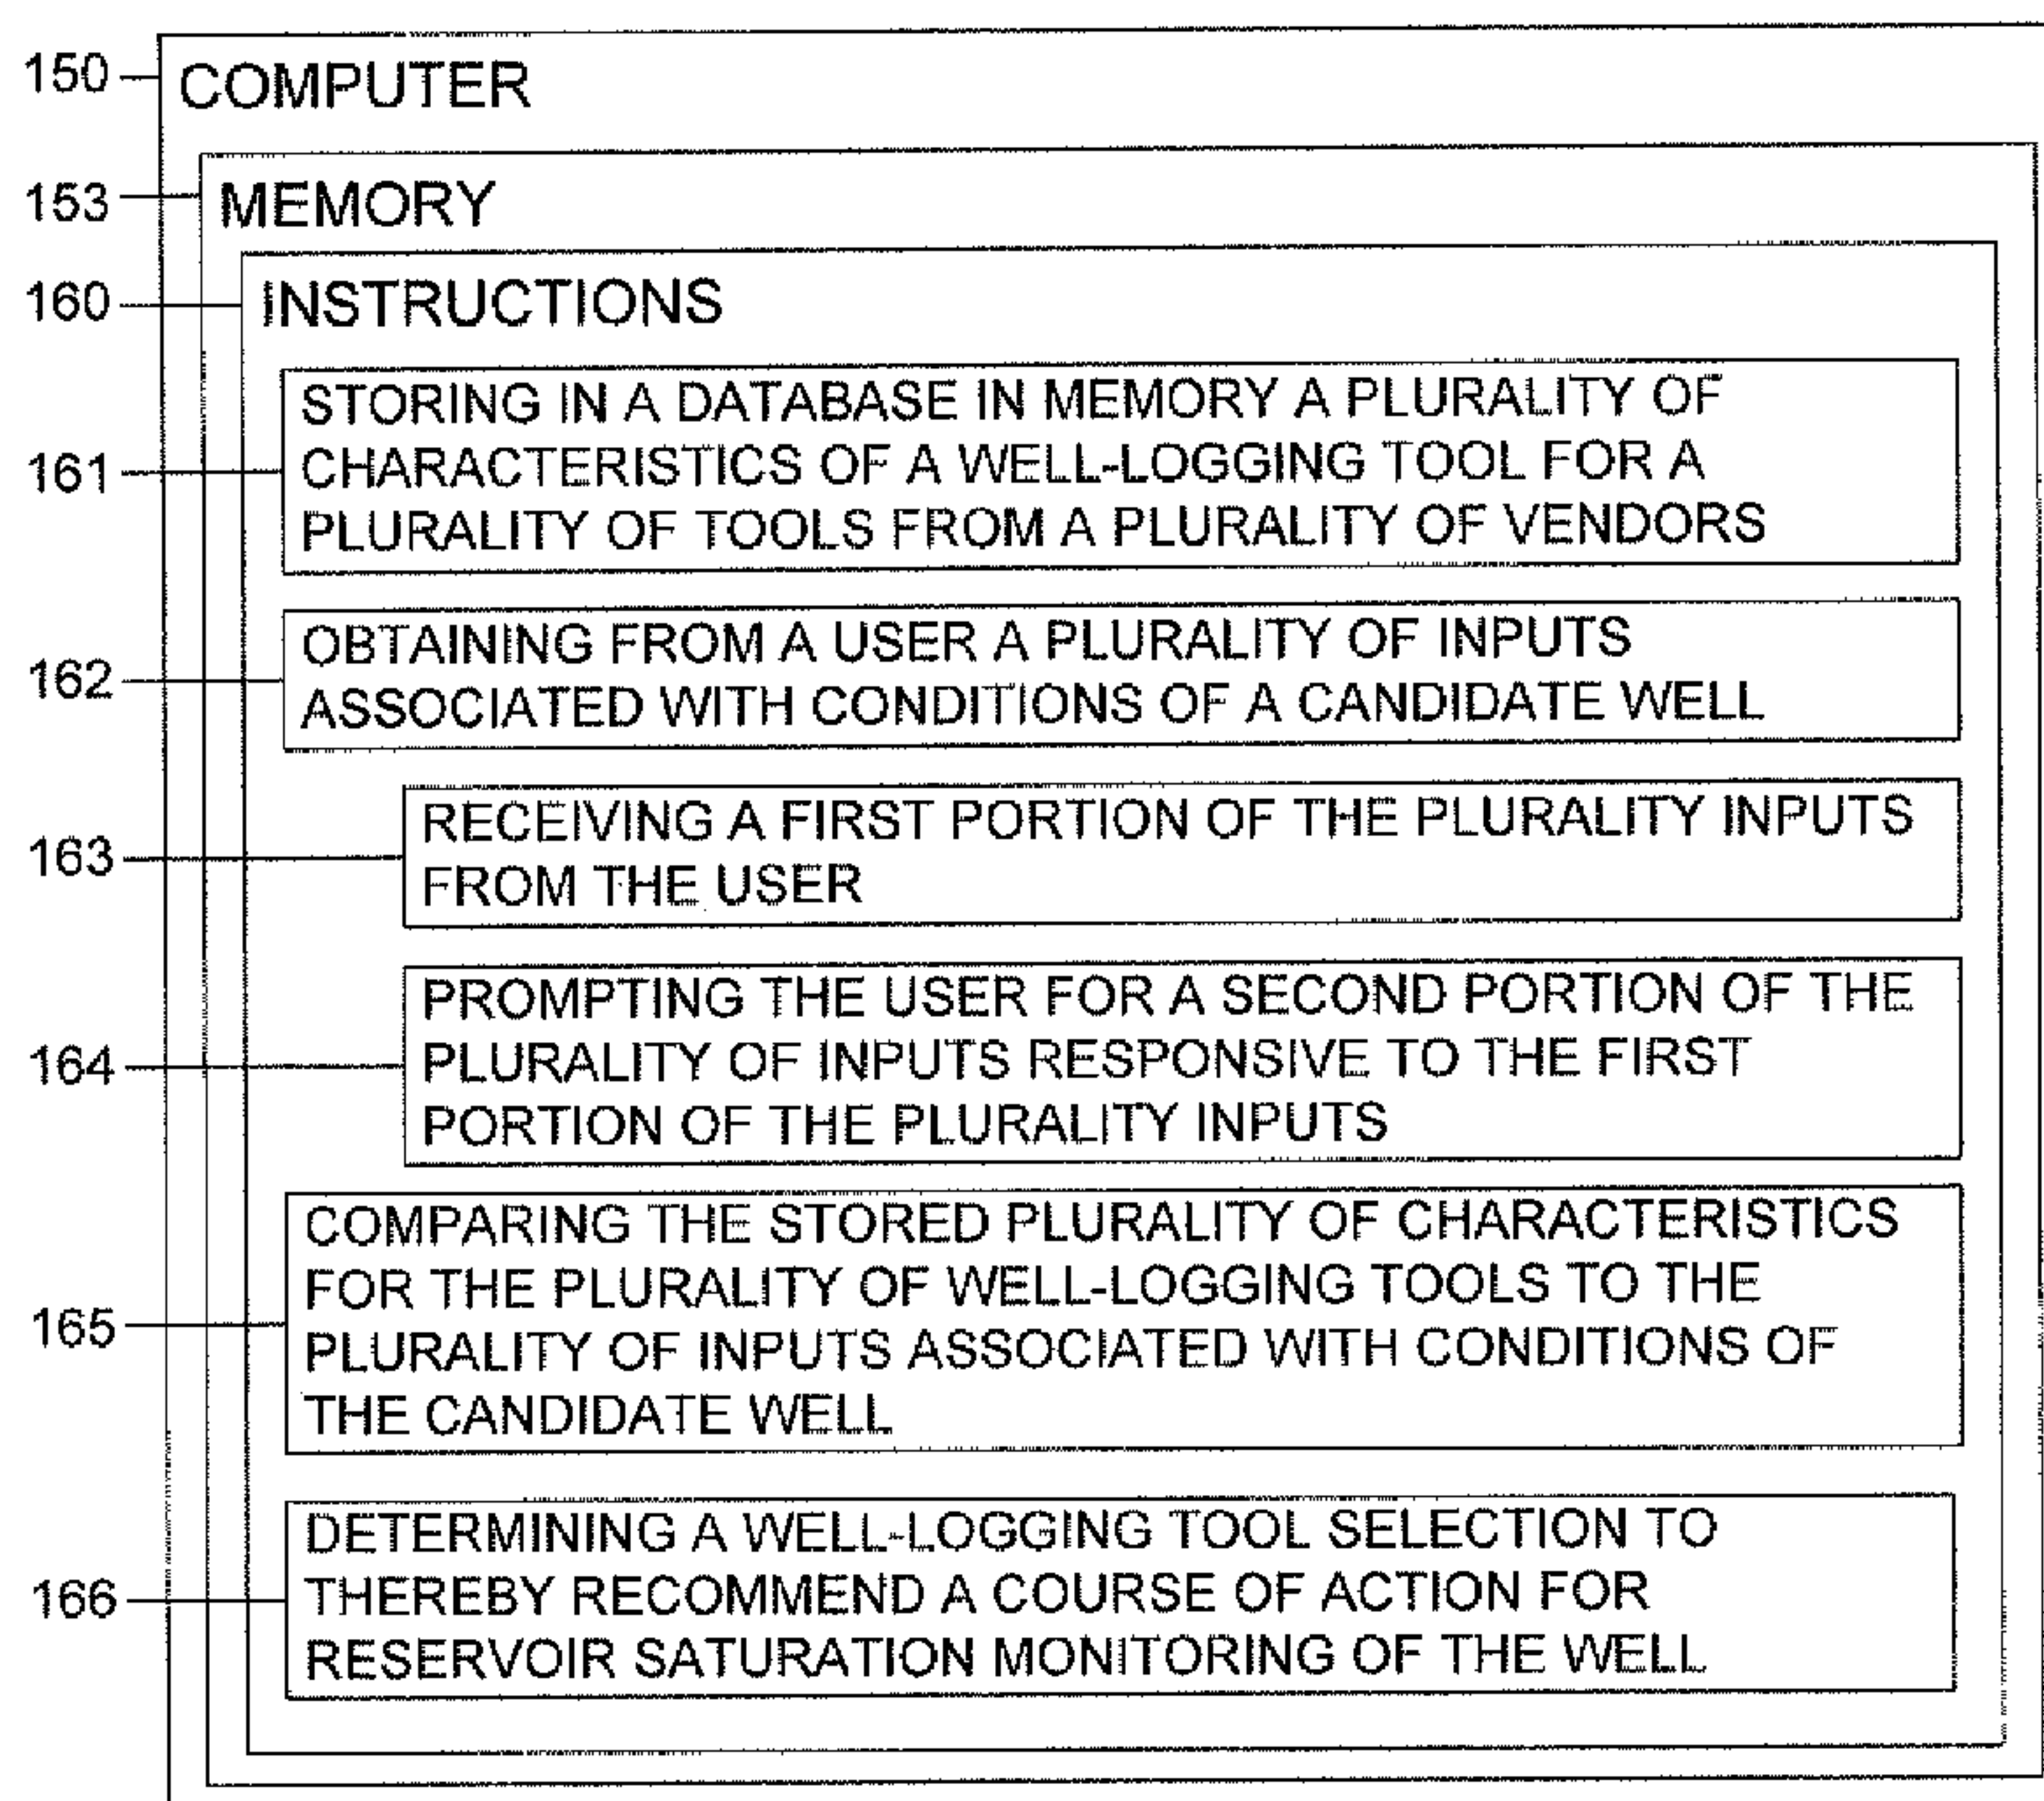 150 COMPUTER
153 MEMORY
160 INSTRUCTIONS
STORING IN A DATABASE IN MEMORY A PLURALITY OF
161 CHARACTERISTICS OF A WELL-LOGGING TOOL FOR A
PLURALITY OF TOOLS FROM A PLURALITY OF VENDORS
OBTAINING FROM A USER A PLURALITY OF INPUTS
162 ASSOCIATED WITH CONDITIONS OF A CANDIDATE WELL
RECEIVING A FIRST PORTION OF THE PLURALITY INPUTS
163 FROM THE USER
PROMPTING THE USER FOR A SECOND PORTION OF THE
164 PLURALITY OF INPUTS RESPONSIVE TO THE FIRST
PORTION OF THE PLURALITY INPUTS
COMPARING THE STORED PLURALITY OF CHARACTERISTICS
FOR THE PLURALITY OF WELL-LOGGING TOOLS TO THE
165 PLURALITY OF INPUTS ASSOCIATED WITH CONDITIONS OF
THE CANDIDATE WELL
DETERMINING A WELL-LOGGING TOOL SELECTION TO
166 THEREBY RECOMMEND A COURSE OF ACTION FOR
RESERVOIR SATURATION MONITORING OF THE WELL